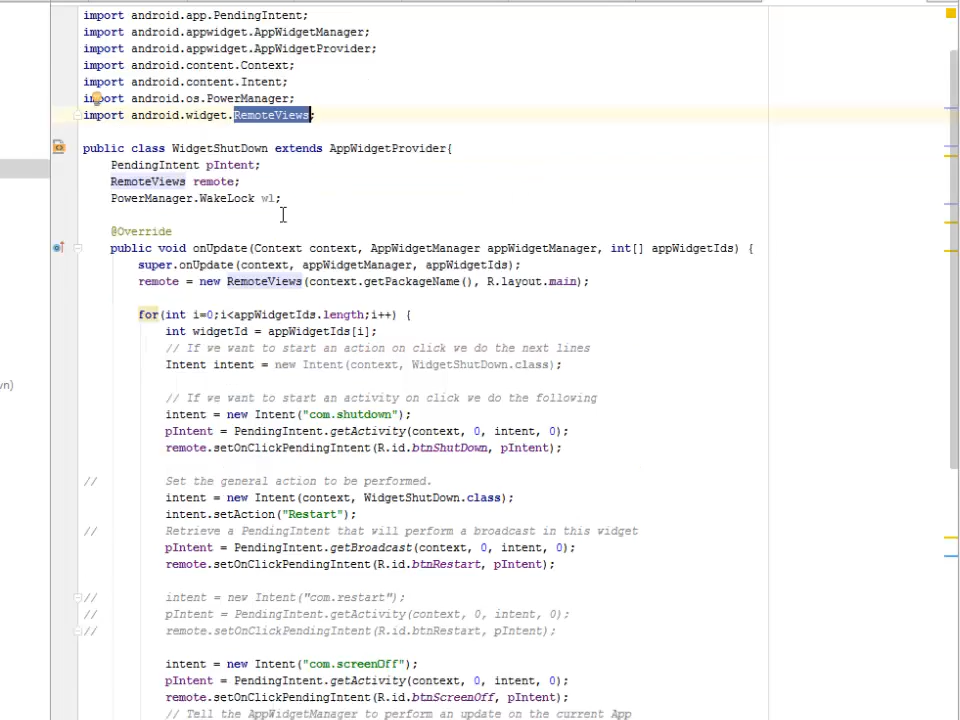 import android.app.PendingIntent;
import android.appwidget.AppWidgetManager;
import android.appwidget.AppWidgetProvider;
import android.content.Context;
import android.content.Intent;
import android.os.PowerManager;
import android.widget.RemoteViews;
public class WidgetShutDown extends AppWidgetProvider{
PendingIntent pIntent;
RemoteViews remote;
PowerManager.WakeLock wl;
@Override
public void onUpdate(Context context, AppWidgetManager appWidgetManager, int[] appWidgetIds) {
super.onUpdate(context, appWidgetManager, appWidgetIds);
remote = new RemoteViews(context.getPackageName(), R.layout.main);
for(int i=0;i<appWidgetIds.length;i++) {
int widgetId = appWidgetIds[i];
// If we want to start an action on click we do the next lines
Intent intent = new Intent(context, WidgetShutDown.class);
vn)
// If we want to start an activity on click we do the following
intent = new Intent("com.shutdown");
pIntent = PendingIntent.getActivity(context, 0, intent, 0);
remote.setOnClickPendingIntent(R.id.btnShutDown, pIntent);
// Set the general action to be performed.
intent = new Intent(context, WidgetShutDown.class);
intent.setAction("Restart");
// Retrieve a PendingIntent that will perform a broadcast in this widget
pIntent = PendingIntent.getBroadcast(context, 0, intent, 0);
remote.setOnClickPendingIntent(R.id.btnRestart, pIntent);
// intent = new Intent("com.restart");
// pIntent = PendingIntent.getActivity(context, 0, intent, 0);
// remote.setOnClickPendingIntent(R.id.btnRestart, pIntent);
intent = new Intent("com.screenOff");
pIntent = PendingIntent.getActivity(context, 0, intent, 0);
remote.setOnClickPendingIntent(R.id.btnScreenOff, pIntent);
// Tell the AppWidgetManager to perform an update on the current App